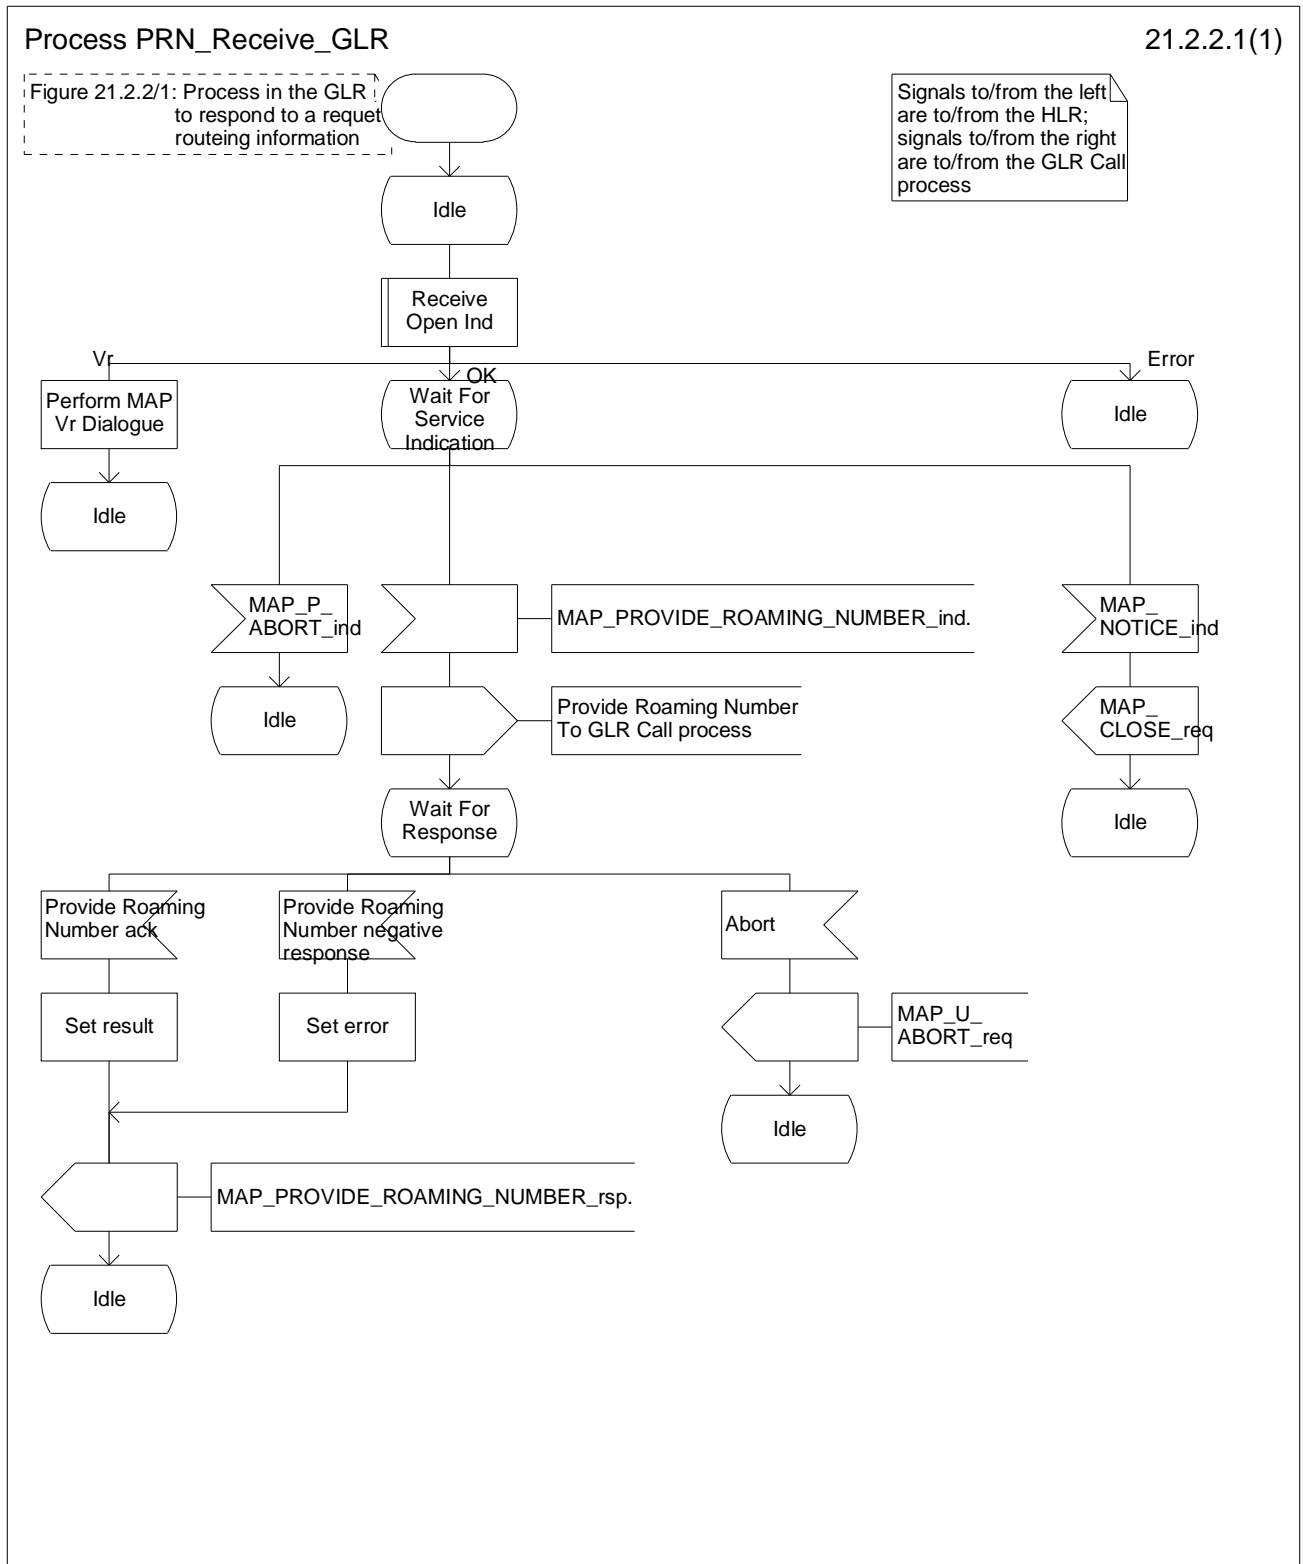 Process PRN_Receive_GLR
21.2.2.1(1)
Figure 21.2.2/1: Process in the GLR
to respond to a requet
routeing information
Signals to/from the left
are to/from the HLR;
signals to/from the right
are to/from the GLR Call
process
Idle
Receive
Open Ind
Vr
OK
Error
Perform MAP
Vr Dialogue
Wait For
Service
Indication
Idle
Idle
MAP_P_
ABORT_ind
MAP_PROVIDE_ROAMING_NUMBER_ind.
MAP_
NOTICE_ind
Idle
Provide Roaming Number
To GLR Call process
MAP_
CLOSE_req
Wait For
Response
Idle
Provide Roaming
Number ack
Provide Roaming
Number negative
response
Abort
Set result
Set error
MAP_U_
ABORT_req
Idle
MAP_PROVIDE_ROAMING_NUMBER_rsp.
Idle